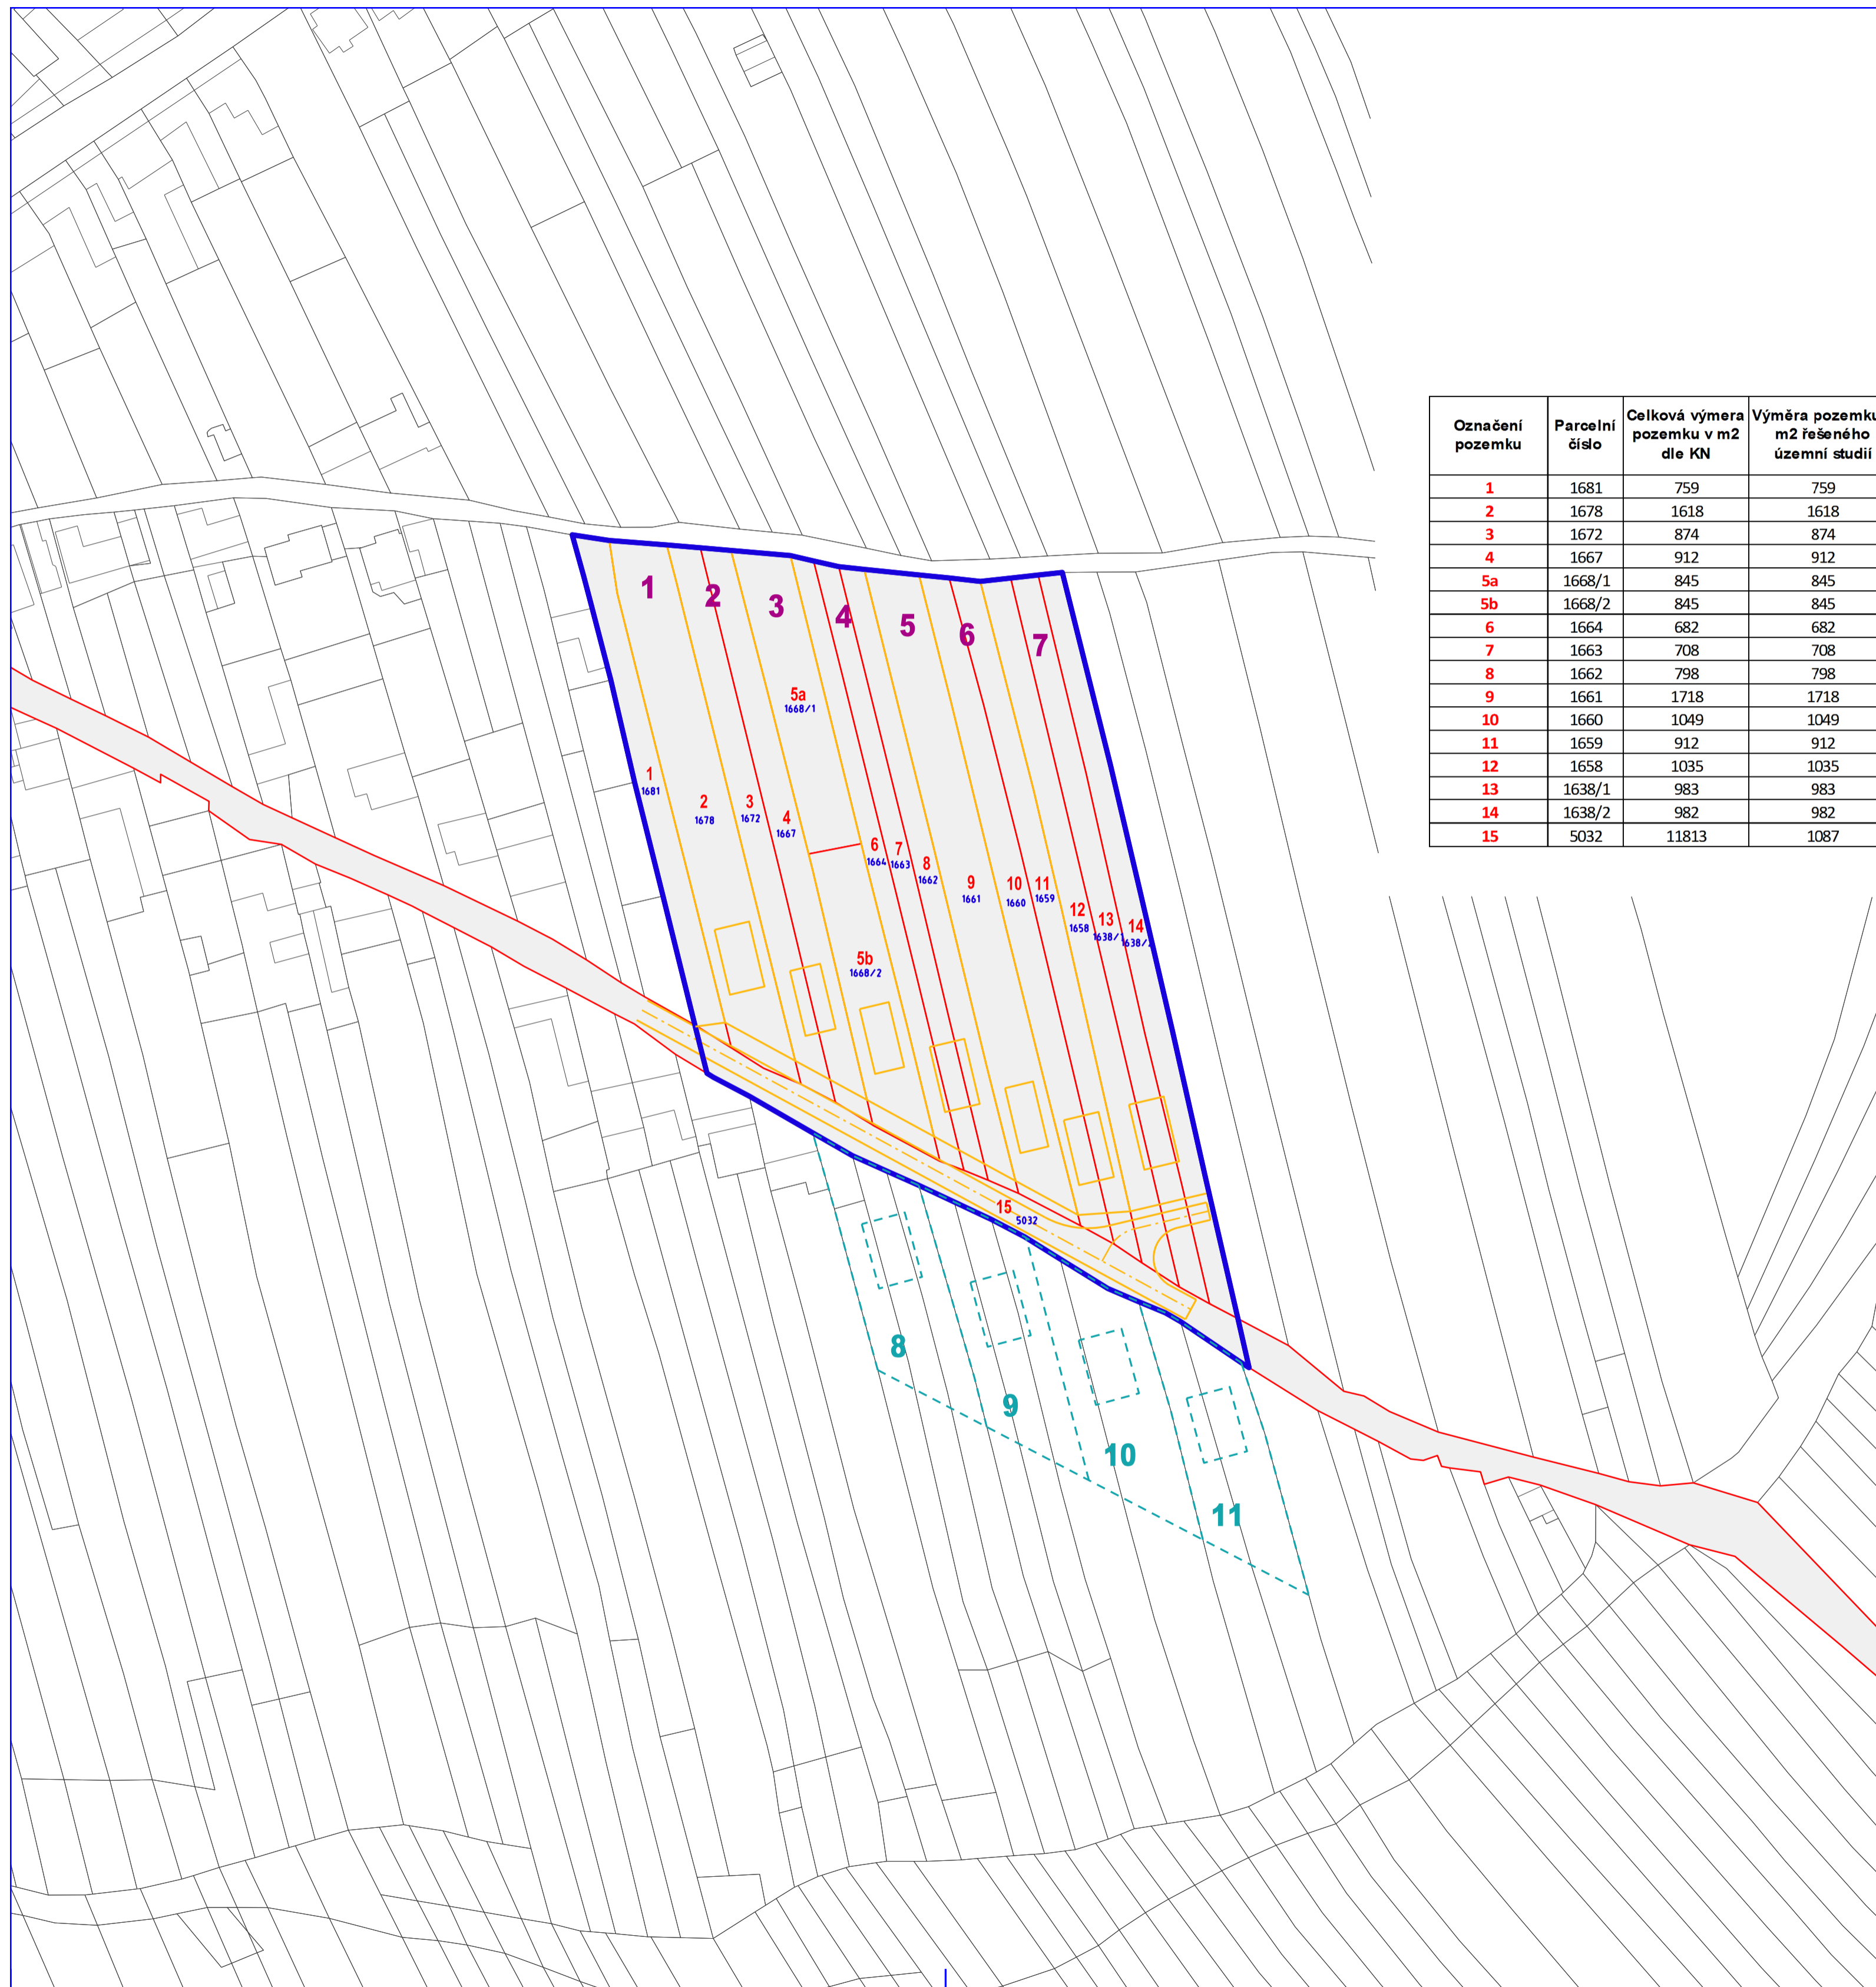 Označení pozemku Parcelní číslo Celková výmera pozemku v m2 dle KN Výměra pozemku m2 řešeného územní studií
1 1681 759 759
2 1678 1618 1618
3 1672 874 874
4 1667 912 912
5a 1668/1 845 845
5b 1668/2 845 845
6 1664 682 682
7 1663 708 708
8 1662 798 798
9 1661 1718 1718
10 1660 1049 1049
11 1659 912 912
12 1658 1035 1035
13 1638/1 983 983
14 1638/2 982 982
15 5032 11813 1087
1
2
3
4
5
6
7
5a
1668/1
1
1681
2
1678
3
1672
4
1667
6
1664
7
1663
8
1662
9
1661
10
1660
11
1659
12
1658
13
1638/1
14
1638/2
5b
1668/2
15
5032
8
9
10
11